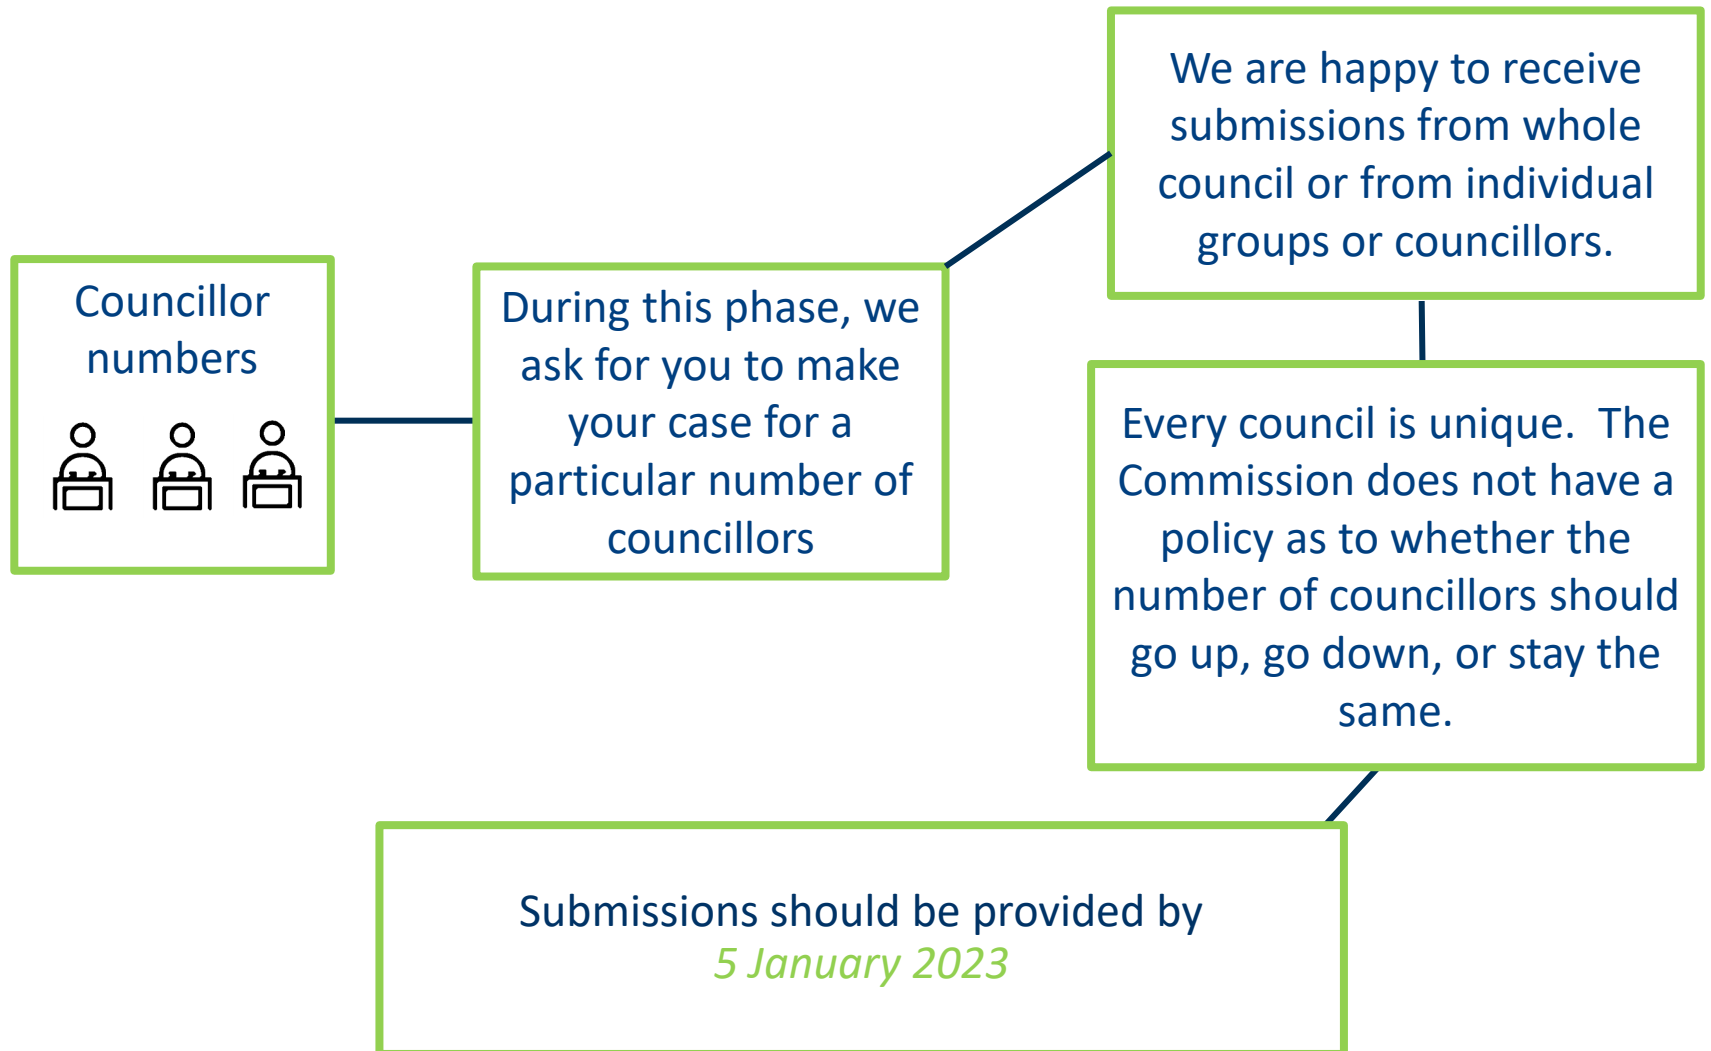 Councillor
numbers
During this phase, we
ask for you to make
your case for a
particular number of
councillors
We are happy to receive
submissions from whole
council or from individual
groups or councillors.
Every council is unique.  The
Commission does not have a
policy as to whether the
number of councillors should
go up, go down, or stay the
same.
Submissions should be provided by
5 January 2023